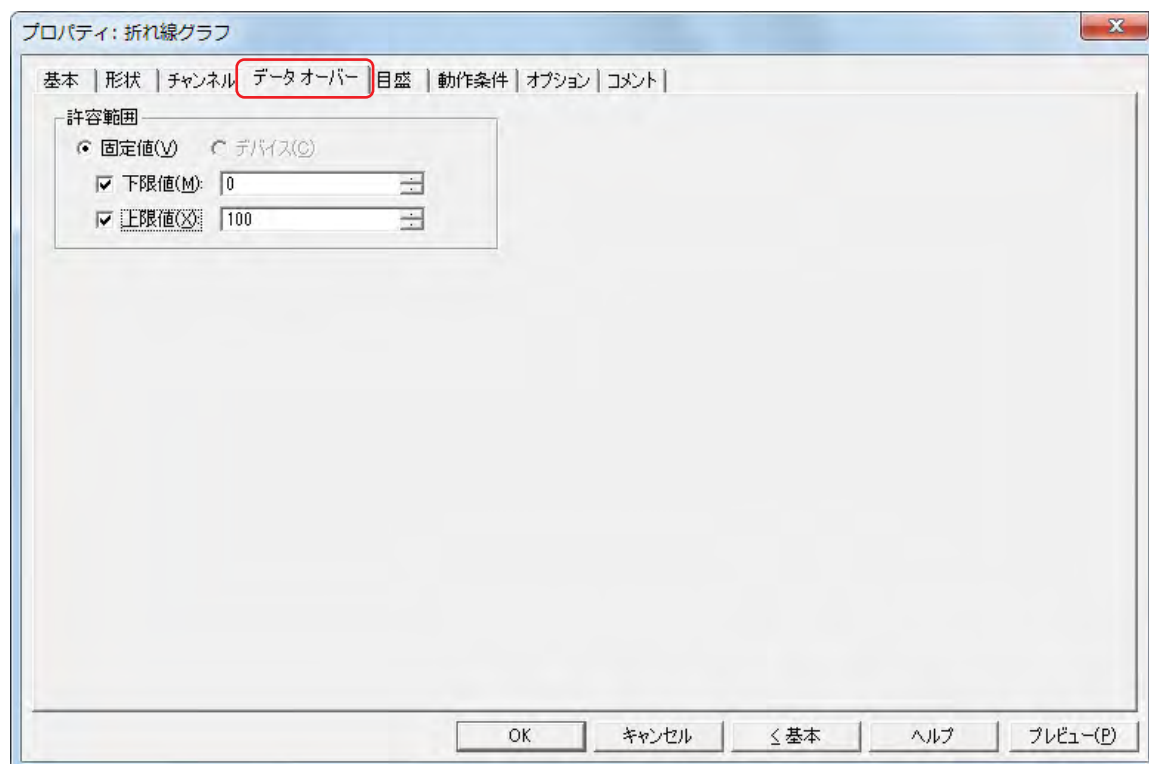 プロパティ: 折れ線グラフ
基本 形状 チャンネル データ オーバー 目盛 動作条件 オプション コメント
許容範囲
固定値(V) デバイス(C)
下限値(M): 0
上限値(X): 100
OK キャンセル < 基本 ヘルプ プレビュー(P)